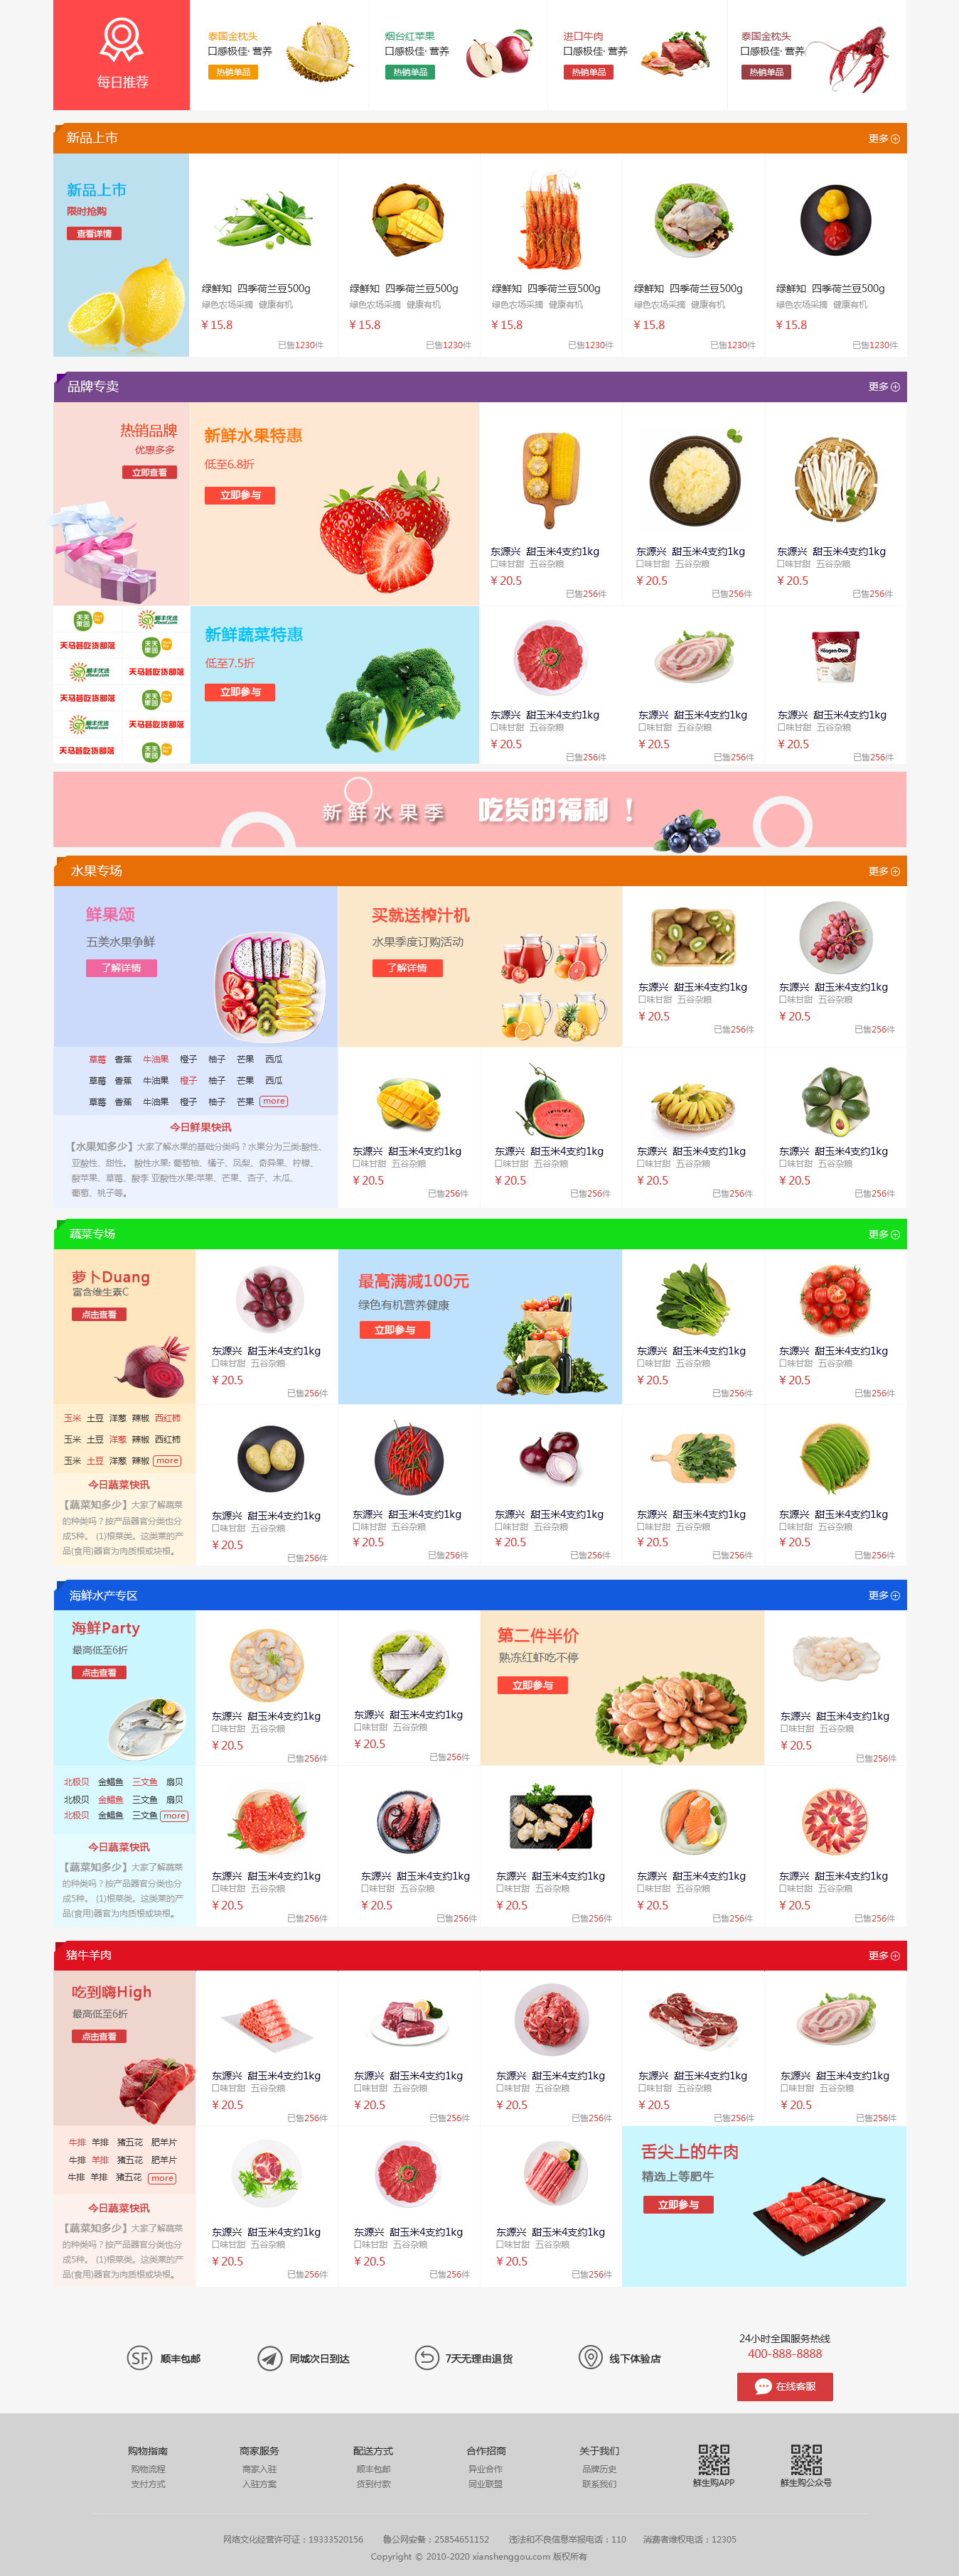 每日推荐
泰国金枕头
口感极佳·营养
热销单品
烟台红苹果
口感极佳·营养
热销单品
进口牛肉
口感极佳·营养
热销单品
泰国金枕头
口感极佳·营养
热销单品
新品上市 更多
新品上市
限时抢购
查看详情
绿鲜知 四季荷兰豆500g
绿色农场采摘 健康有机
¥15.8
已售1230件
绿鲜知 四季荷兰豆500g
绿色农场采摘 健康有机
¥15.8
已售1230件
绿鲜知 四季荷兰豆500g
绿色农场采摘 健康有机
¥15.8
已售1230件
绿鲜知 四季荷兰豆500g
绿色农场采摘 健康有机
¥15.8
已售1230件
绿鲜知 四季荷兰豆500g
绿色农场采摘 健康有机
¥15.8
已售1230件
品牌专卖 更多
热销品牌
优惠多多
立即查看
新鲜水果特惠
低至6.8折
立即参与
东源兴 甜玉米4支约1kg
口味甘甜 五谷杂粮
¥20.5
已售256件
东源兴 甜玉米4支约1kg
口味甘甜 五谷杂粮
¥20.5
已售256件
东源兴 甜玉米4支约1kg
口味甘甜 五谷杂粮
¥20.5
已售256件
天天果园 顺丰优选
天马甚吃货部落 天天果园
顺丰优选 天马甚吃货部落
天马甚吃货部落 天天果园
顺丰优选 天马甚吃货部落
天马甚吃货部落 天天果园
新鲜蔬菜特惠
低至7.5折
立即参与
东源兴 甜玉米4支约1kg
口味甘甜 五谷杂粮
¥20.5
已售256件
东源兴 甜玉米4支约1kg
口味甘甜 五谷杂粮
¥20.5
已售256件
Häagen-Dazs
东源兴 甜玉米4支约1kg
口味甘甜 五谷杂粮
¥20.5
已售256件
新鲜水果季 吃货的福利！
水果专场 更多
鲜果颂
五美水果争鲜
了解详情
买就送榨汁机
水果季度订购活动
了解详情
东源兴 甜玉米4支约1kg
口味甘甜 五谷杂粮
¥20.5
已售256件
东源兴 甜玉米4支约1kg
口味甘甜 五谷杂粮
¥20.5
已售256件
草莓 香蕉 牛油果 橙子 柚子 芒果 西瓜
草莓 香蕉 牛油果 橙子 柚子 芒果 西瓜
草莓 香蕉 牛油果 橙子 柚子 芒果 more
今日鲜果快讯
【水果知多少】大家了解水果的基础分类吗？水果分为三类:酸性、
亚酸性、甜性。 酸性水果: 葡萄柚、橘子、凤梨、奇异果、柠檬、
酸苹果、草莓、酸李 亚酸性水果:苹果、芒果、杏子、木瓜、
葡萄、桃子等。
东源兴 甜玉米4支约1kg
口味甘甜 五谷杂粮
¥20.5
已售256件
东源兴 甜玉米4支约1kg
口味甘甜 五谷杂粮
¥20.5
已售256件
东源兴 甜玉米4支约1kg
口味甘甜 五谷杂粮
¥20.5
已售256件
东源兴 甜玉米4支约1kg
口味甘甜 五谷杂粮
¥20.5
已售256件
蔬菜专场 更多
萝卜Duang
富含维生素C
点击查看
东源兴 甜玉米4支约1kg
口味甘甜 五谷杂粮
¥20.5
已售256件
最高满减100元
绿色有机营养健康
立即参与
东源兴 甜玉米4支约1kg
口味甘甜 五谷杂粮
¥20.5
已售256件
东源兴 甜玉米4支约1kg
口味甘甜 五谷杂粮
¥20.5
已售256件
玉米 土豆 洋葱 辣椒 西红柿
玉米 土豆 洋葱 辣椒 西红柿
玉米 土豆 洋葱 辣椒 more
今日蔬菜快讯
【蔬菜知多少】大家了解蔬菜
的种类吗？按产品器官分类也分
成5种。 (1)根菜类。这类菜的产
品(食用)器官为肉质根或块根。
东源兴 甜玉米4支约1kg
口味甘甜 五谷杂粮
¥20.5
已售256件
东源兴 甜玉米4支约1kg
口味甘甜 五谷杂粮
¥20.5
已售256件
东源兴 甜玉米4支约1kg
口味甘甜 五谷杂粮
¥20.5
已售256件
东源兴 甜玉米4支约1kg
口味甘甜 五谷杂粮
¥20.5
已售256件
东源兴 甜玉米4支约1kg
口味甘甜 五谷杂粮
¥20.5
已售256件
海鲜水产专区 更多
海鲜Party
最高低至6折
点击查看
东源兴 甜玉米4支约1kg
口味甘甜 五谷杂粮
¥20.5
已售256件
东源兴 甜玉米4支约1kg
口味甘甜 五谷杂粮
¥20.5
已售256件
第二件半价
熟冻红虾吃不停
立即参与
东源兴 甜玉米4支约1kg
口味甘甜 五谷杂粮
¥20.5
已售256件
北极贝 金鲳鱼 三文鱼 扇贝
北极贝 金鲳鱼 三文鱼 扇贝
北极贝 金鲳鱼 三文鱼 more
今日蔬菜快讯
【蔬菜知多少】大家了解蔬菜
的种类吗？按产品器官分类也分
成5种。 (1)根菜类。这类菜的产
品(食用)器官为肉质根或块根。
东源兴 甜玉米4支约1kg
口味甘甜 五谷杂粮
¥20.5
已售256件
东源兴 甜玉米4支约1kg
口味甘甜 五谷杂粮
¥20.5
已售256件
东源兴 甜玉米4支约1kg
口味甘甜 五谷杂粮
¥20.5
已售256件
东源兴 甜玉米4支约1kg
口味甘甜 五谷杂粮
¥20.5
已售256件
东源兴 甜玉米4支约1kg
口味甘甜 五谷杂粮
¥20.5
已售256件
猪牛羊肉 更多
吃到嗨High
最高低至6折
点击查看
东源兴 甜玉米4支约1kg
口味甘甜 五谷杂粮
¥20.5
已售256件
东源兴 甜玉米4支约1kg
口味甘甜 五谷杂粮
¥20.5
已售256件
东源兴 甜玉米4支约1kg
口味甘甜 五谷杂粮
¥20.5
已售256件
东源兴 甜玉米4支约1kg
口味甘甜 五谷杂粮
¥20.5
已售256件
东源兴 甜玉米4支约1kg
口味甘甜 五谷杂粮
¥20.5
已售256件
牛排 羊排 猪五花 肥羊片
牛排 羊排 猪五花 肥羊片
牛排 羊排 猪五花 more
今日蔬菜快讯
【蔬菜知多少】大家了解蔬菜
的种类吗？按产品器官分类也分
成5种。 (1)根菜类。这类菜的产
品(食用)器官为肉质根或块根。
东源兴 甜玉米4支约1kg
口味甘甜 五谷杂粮
¥20.5
已售256件
东源兴 甜玉米4支约1kg
口味甘甜 五谷杂粮
¥20.5
已售256件
东源兴 甜玉米4支约1kg
口味甘甜 五谷杂粮
¥20.5
已售256件
舌尖上的牛肉
精选上等肥牛
立即参与
SF 顺丰包邮 同城次日到达 7天无理由退货 线下体验店
24小时全国服务热线
400-888-8888
在线客服
购物指南 商家服务 配送方式 合作招商 关于我们
购物流程 商家入驻 顺丰包邮 异业合作 品牌历史
支付方式 入驻方案 货到付款 同业联盟 联系我们
鲜生购APP 鲜生购公众号
网络文化经营许可证：19333520156 鲁公网安备：25854651152 违法和不良信息举报电话：110 消费者维权电话：12305
Copyright © 2010-2020 xianshenggou.com 版权所有